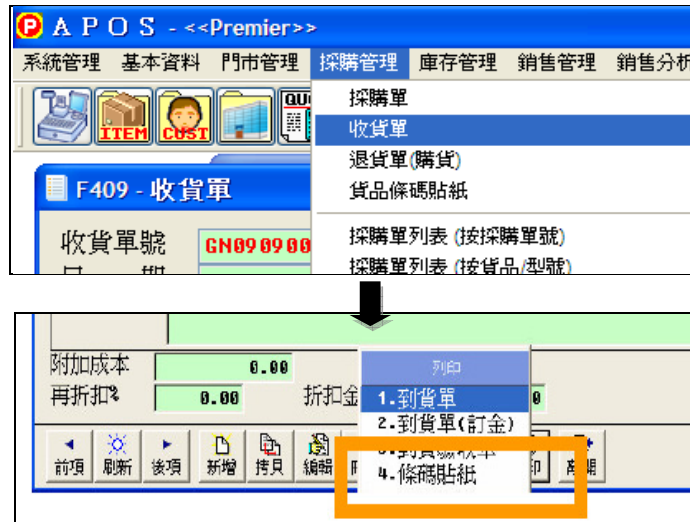 A P O S - <<Premier>>
系統管理 基本資料 門市管理 採購管理 庫存管理 銷售管理 銷售分析
ITEM CUST QU
採購單
收貨單
退貨單(購貨)
貨品條碼貼紙
F409 - 收貨單
採購單列表 (按採購單號)
收貨單號 GN090900
採購單列表 (按貨品/型號)
日 期
附加成本 0.00
列印
再折扣% 0.00 折扣金
1.到貨單
2.到貨單(訂金)
4.條碼貼紙
前項 刷新 後項 新增 拷貝 編輯 印